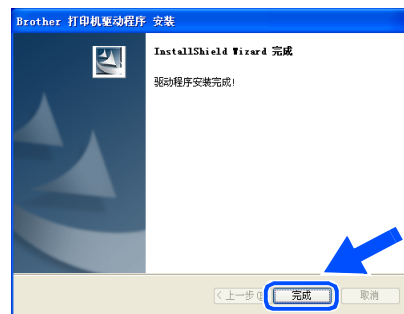 Brother 打印机驱动程序 安装
InstallShield Wizard 完成
驱动程序安装完成!
<上一步
完成
取消